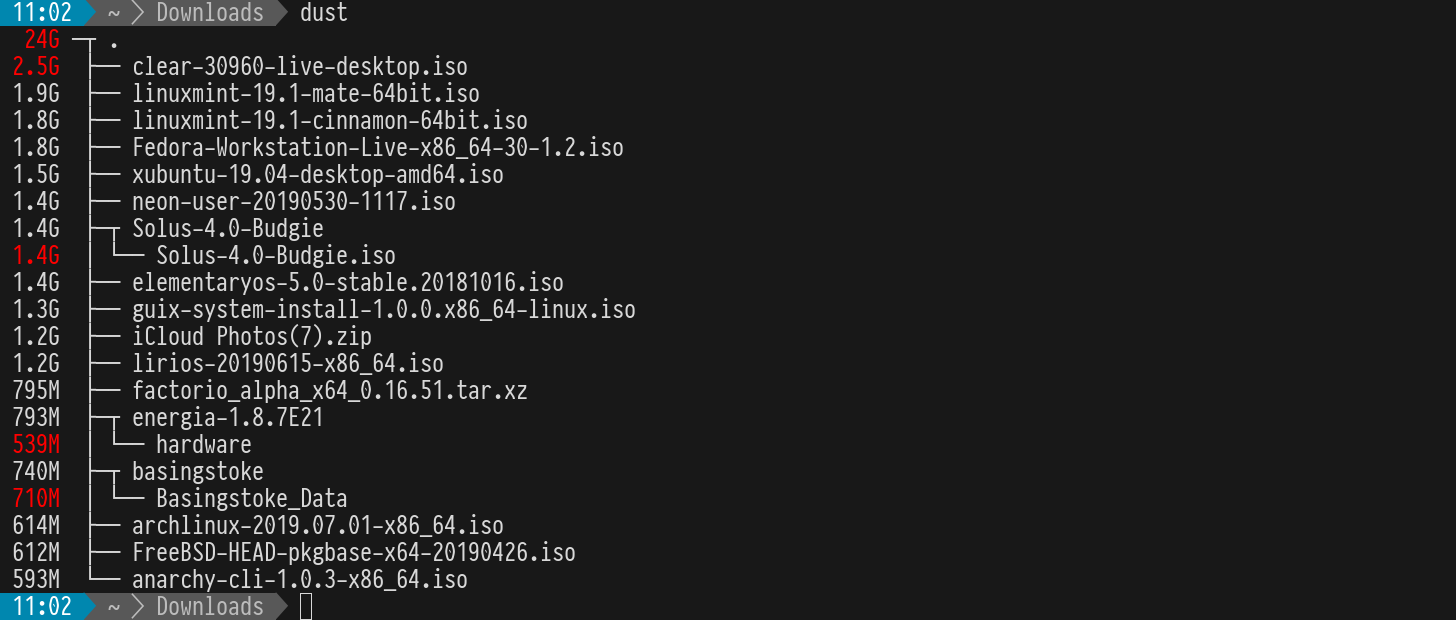 11:02 ~ Downloads dust
24G ─┬ .
2.5G ├── clear-30960-live-desktop.iso
1.9G ├── linuxmint-19.1-mate-64bit.iso
1.8G ├── linuxmint-19.1-cinnamon-64bit.iso
1.8G ├── Fedora-Workstation-Live-x86_64-30-1.2.iso
1.5G ├── xubuntu-19.04-desktop-amd64.iso
1.4G ├── neon-user-20190530-1117.iso
1.4G ├─┬ Solus-4.0-Budgie
1.4G │ └── Solus-4.0-Budgie.iso
1.4G ├── elementaryos-5.0-stable.20181016.iso
1.3G ├── guix-system-install-1.0.0.x86_64-linux.iso
1.2G ├── iCloud Photos(7).zip
1.2G ├── lirios-20190615-x86_64.iso
795M ├── factorio_alpha_x64_0.16.51.tar.xz
793M ├─┬ energia-1.8.7E21
539M │ └── hardware
740M ├─┬ basingstoke
710M │ └── Basingstoke_Data
614M ├── archlinux-2019.07.01-x86_64.iso
612M ├── FreeBSD-HEAD-pkgbase-x64-20190426.iso
593M └── anarchy-cli-1.0.3-x86_64.iso
11:02 ~ Downloads